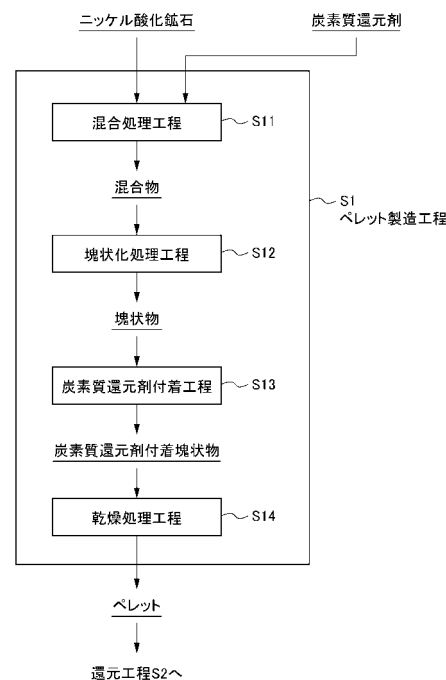 ニッケル酸化鉱石
炭素質還元剤
混合処理工程
S11
混合物
S1
ペレット製造工程
塊状化処理工程
S12
塊状物
炭素質還元剤付着工程
S13
炭素質還元剤付着塊状物
乾燥処理工程
S14
ペレット
還元工程S2へ